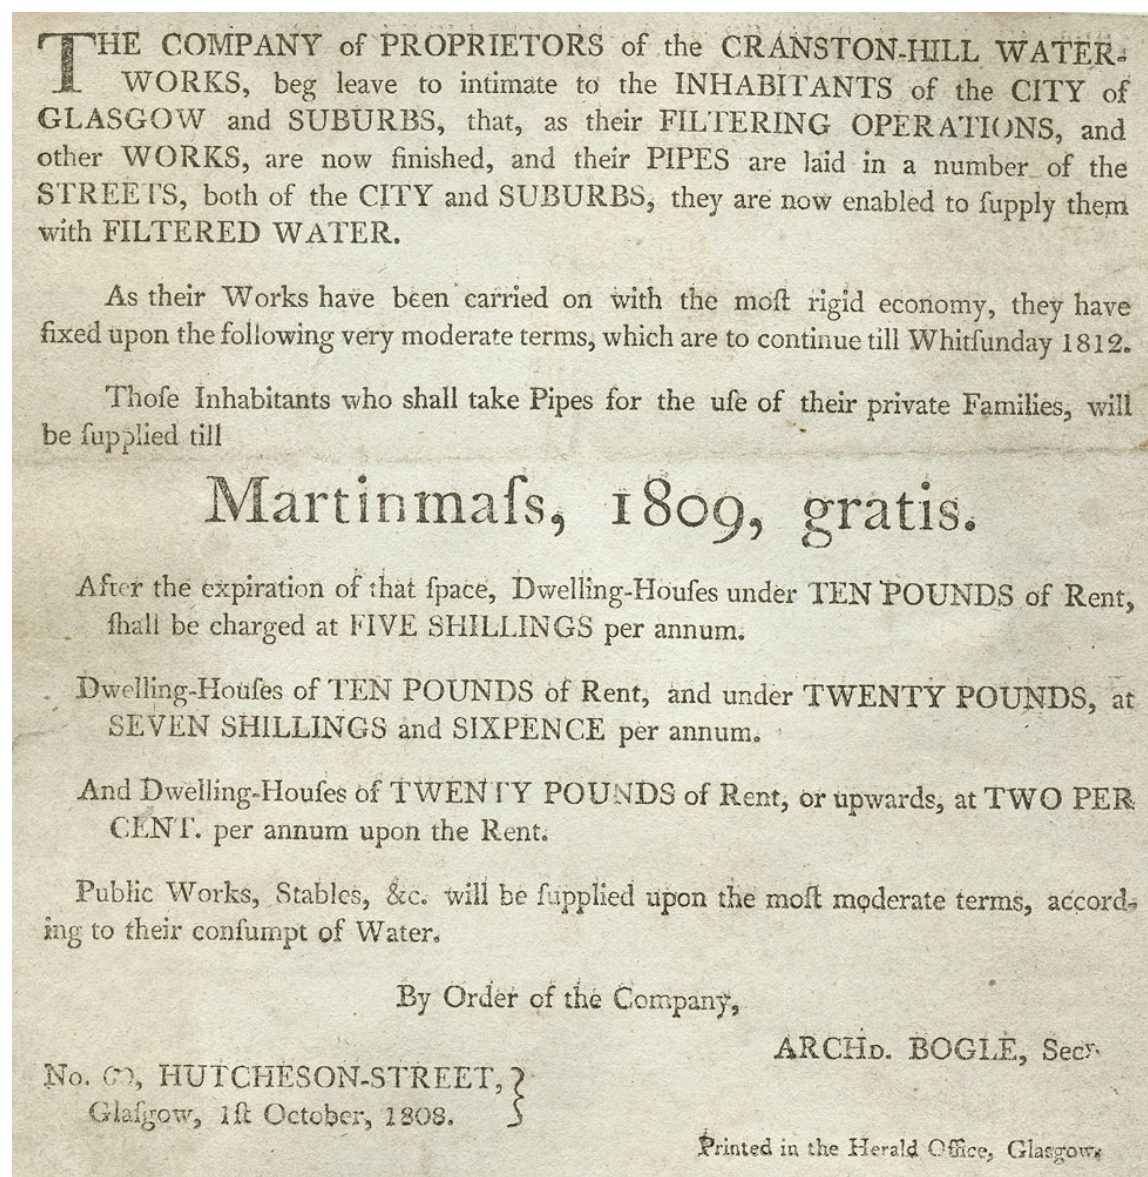 THE COMPANY of PROPRIETORS of the CRANSTON-HILL WATER-
WORKS, beg leave to intimate to the INHABITANTS of the CITY of
GLASGOW and SUBURBS, that, as their FILTERING OPERATIONS, and
other WORKS, are now finished, and their PIPES are laid in a number of the
STREETS, both of the CITY and SUBURBS, they are now enabled to ſupply them
with FILTERED WATER.
As their Works have been carried on with the moſt rigid economy, they have
fixed upon the following very moderate terms, which are to continue till Whitſunday 1812.
Thoſe Inhabitants who shall take Pipes for the uſe of their private Families, will
be ſupplied till
Martinmaſs, 1809, gratis.
After the expiration of that ſpace, Dwelling-Houſes under TEN POUNDS of Rent,
ſhall be charged at FIVE SHILLINGS per annum.
Dwelling-Houſes of TEN POUNDS of Rent, and under TWENTY POUNDS, at
SEVEN SHILLINGS and SIXPENCE per annum.
And Dwelling-Houſes of TWENTY POUNDS of Rent, or upwards, at TWO PER
CENT. per annum upon the Rent.
Public Works, Stables, &c. will be ſupplied upon the moſt moderate terms, accord-
ing to their conſumpt of Water.
By Order of the Company,
ARCHD. BOGLE, Secy.
No. HUTCHESON-STREET,
Glaſgow, 1ſt October, 1808.
Printed in the Herald Office, Glasgow.